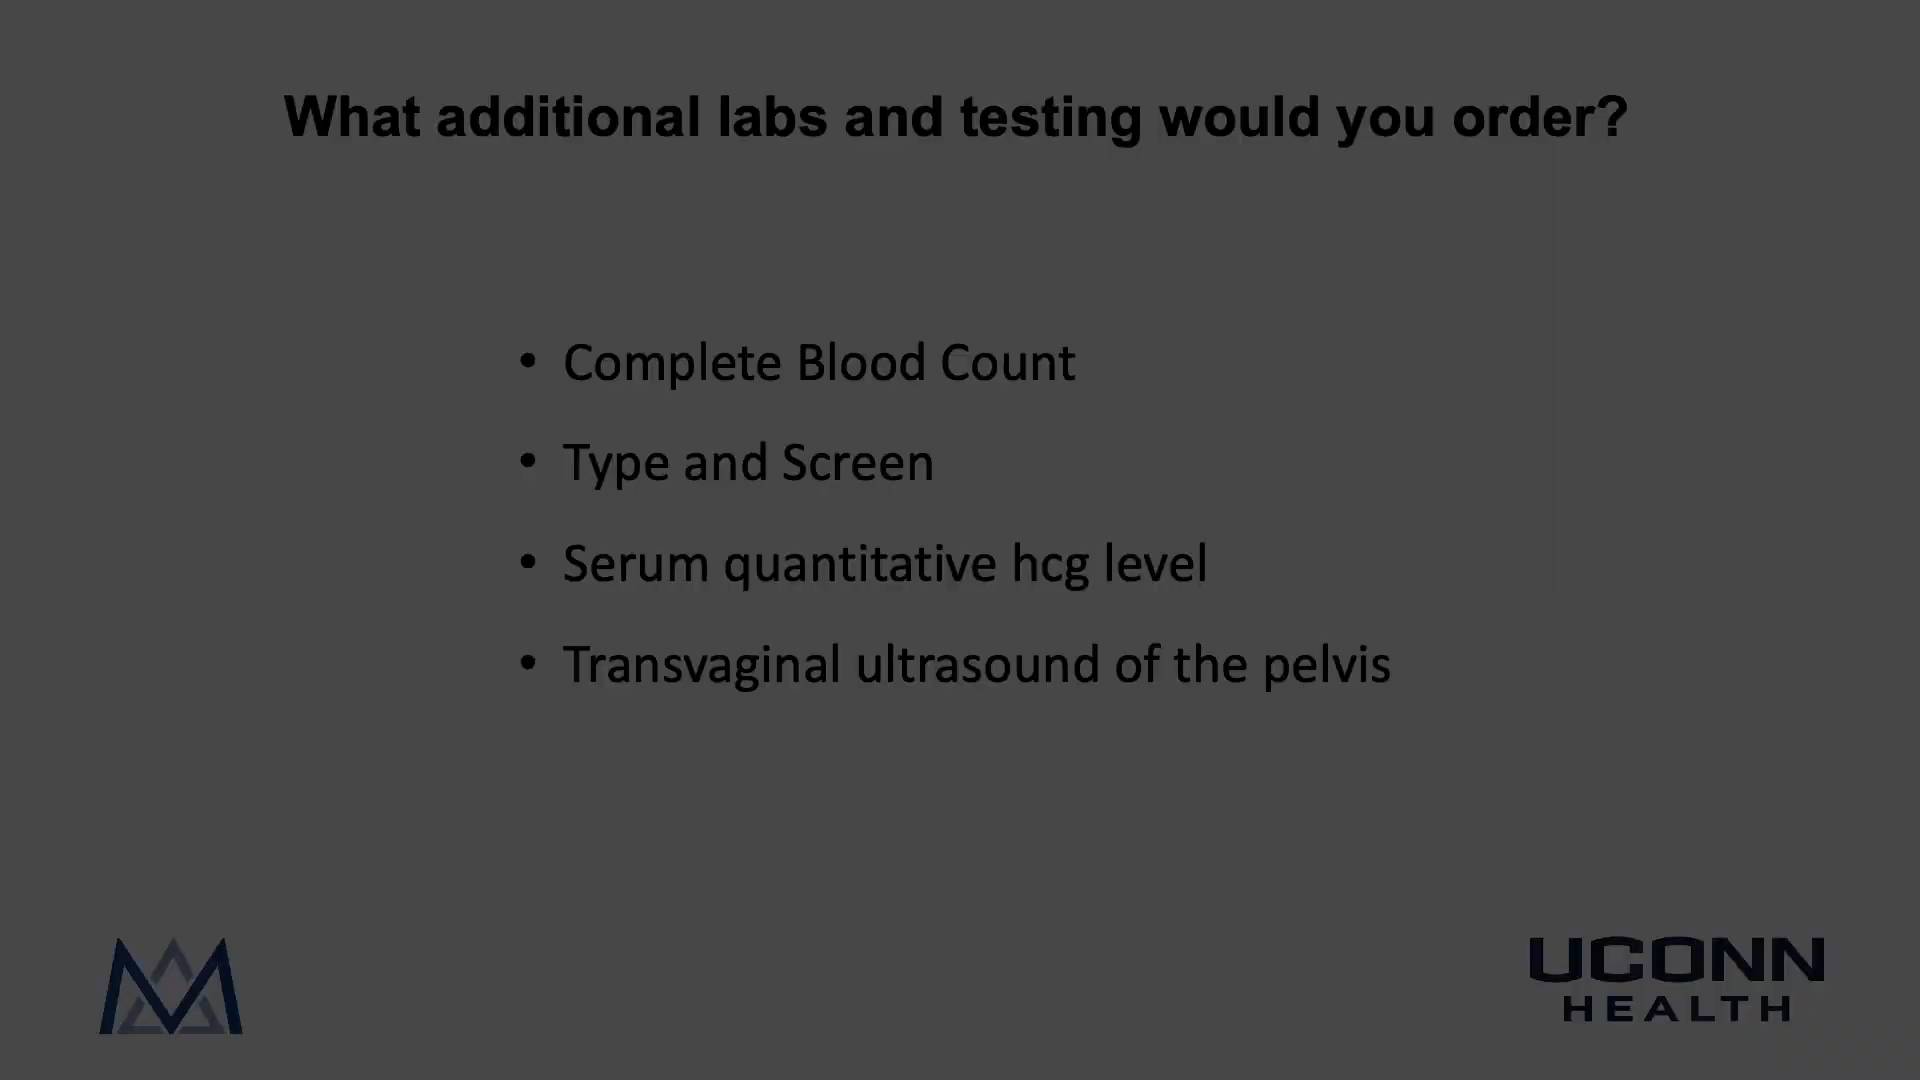 What additional labs and testing would you order?
• Complete Blood Count
• Type and Screen
• Serum quantitative hcg level
• Transvaginal ultrasound of the pelvis
UCONN
HEALTH